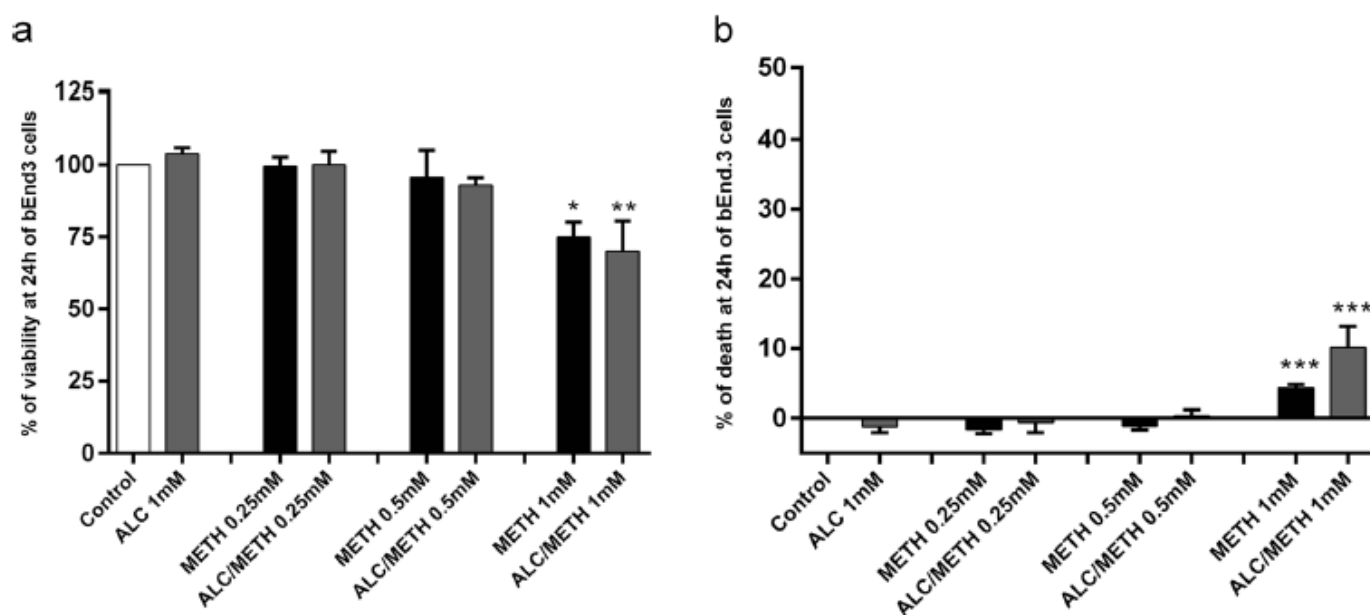 a
% of viability at 24h of bEnd3 cells
125
100
75
50
25
0
*
**
Control
ALC 1mM
METH 0.25mM
ALC/METH 0.25mM
METH 0.5mM
ALC/METH 0.5mM
METH 1mM
ALC/METH 1mM
b
% of death at 24h of bEnd.3 cells
50
40
30
20
10
0
***
***
Control
ALC 1mM
METH 0.25mM
ALC/METH 0.25mM
METH 0.5mM
ALC/METH 0.5mM
METH 1mM
ALC/METH 1mM